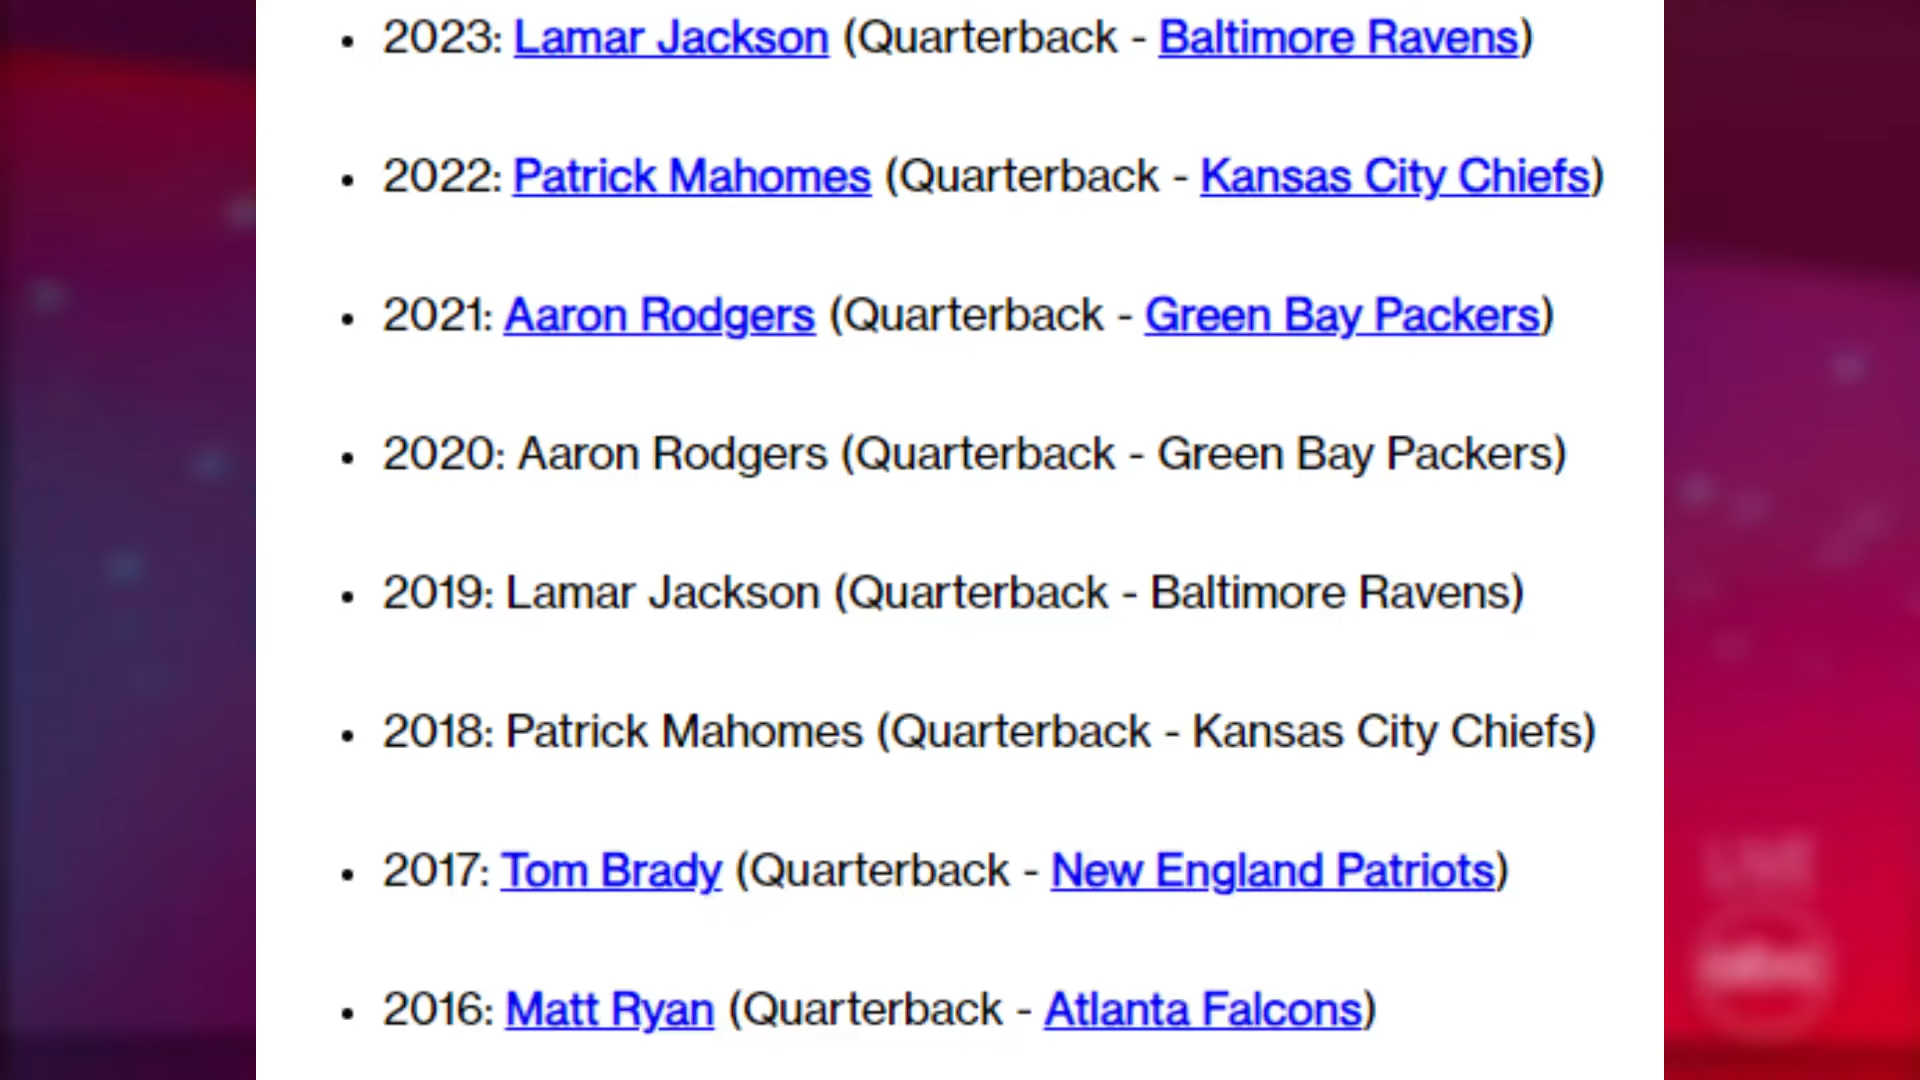 • 2023: Lamar Jackson (Quarterback - Baltimore Ravens)
• 2022: Patrick Mahomes (Quarterback - Kansas City Chiefs)
• 2021: Aaron Rodgers (Quarterback - Green Bay Packers)
• 2020: Aaron Rodgers (Quarterback - Green Bay Packers)
• 2019: Lamar Jackson (Quarterback - Baltimore Ravens)
• 2018: Patrick Mahomes (Quarterback - Kansas City Chiefs)
• 2017: Tom Brady (Quarterback - New England Patriots)
• 2016: Matt Ryan (Quarterback - Atlanta Falcons)
LIVE